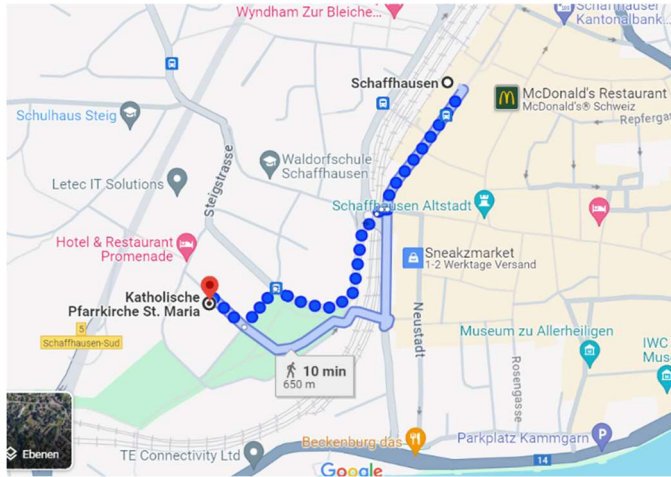 Wyndham Zur Bleiche...
Schaffhauser
Kantonalbank...
Schaffhausen
McDonald's Restaurant
McDonald's® Schweiz
Repfergas
Schulhaus Steig
Waldorfschule
Schaffhausen
Letec IT Solutions
Steigstrasse
Schaffhausen Altstadt
Hotel & Restaurant
Promenade
Sneakzmarket
1-2 Werktage Versand
Katholische
Pfarrkirche St. Maria
5
Schaffhausen-Süd
Neustadt
Museum zu Allerheiligen
IWC
Muse
10 min
650 m
Rosengasse
Ebenen
TE Connectivity Ltd
Beckenburg das
Parkplatz Kammgarn
P
14
Google